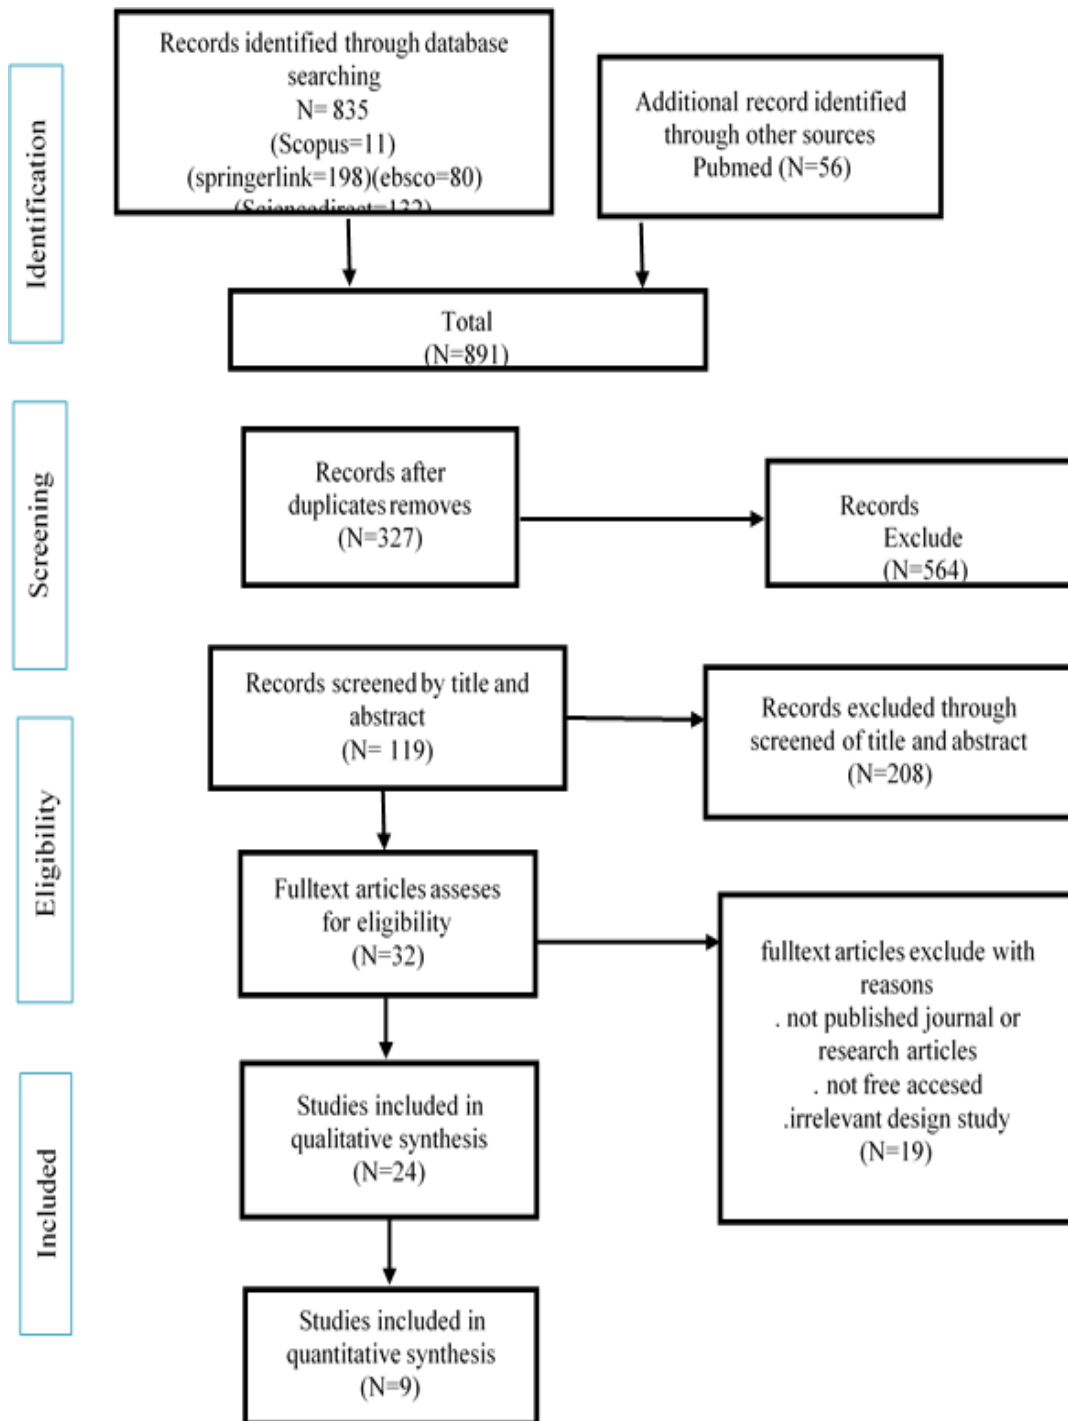 Identification
Records identified through database
searching
N= 835
(Scopus=11)
(springerlink=198)(ebsco=80)
(Sciencedirect=132)
Additional record identified
through other sources
Pubmed (N=56)
Total
(N=891)
Screening
Records after
duplicates removes
(N=327)
Records
Exclude
(N=564)
Eligibility
Records screened by title and
abstract
(N= 119)
Records excluded through
screened of title and abstract
(N=208)
Fulltext articles asseses
for eligibility
(N=32)
fulltext articles exclude with
reasons
. not published journal or
research articles
. not free accesed
.irrelevant design study
(N=19)
Included
Studies included in
qualitative synthesis
(N=24)
Studies included in
quantitative synthesis
(N=9)